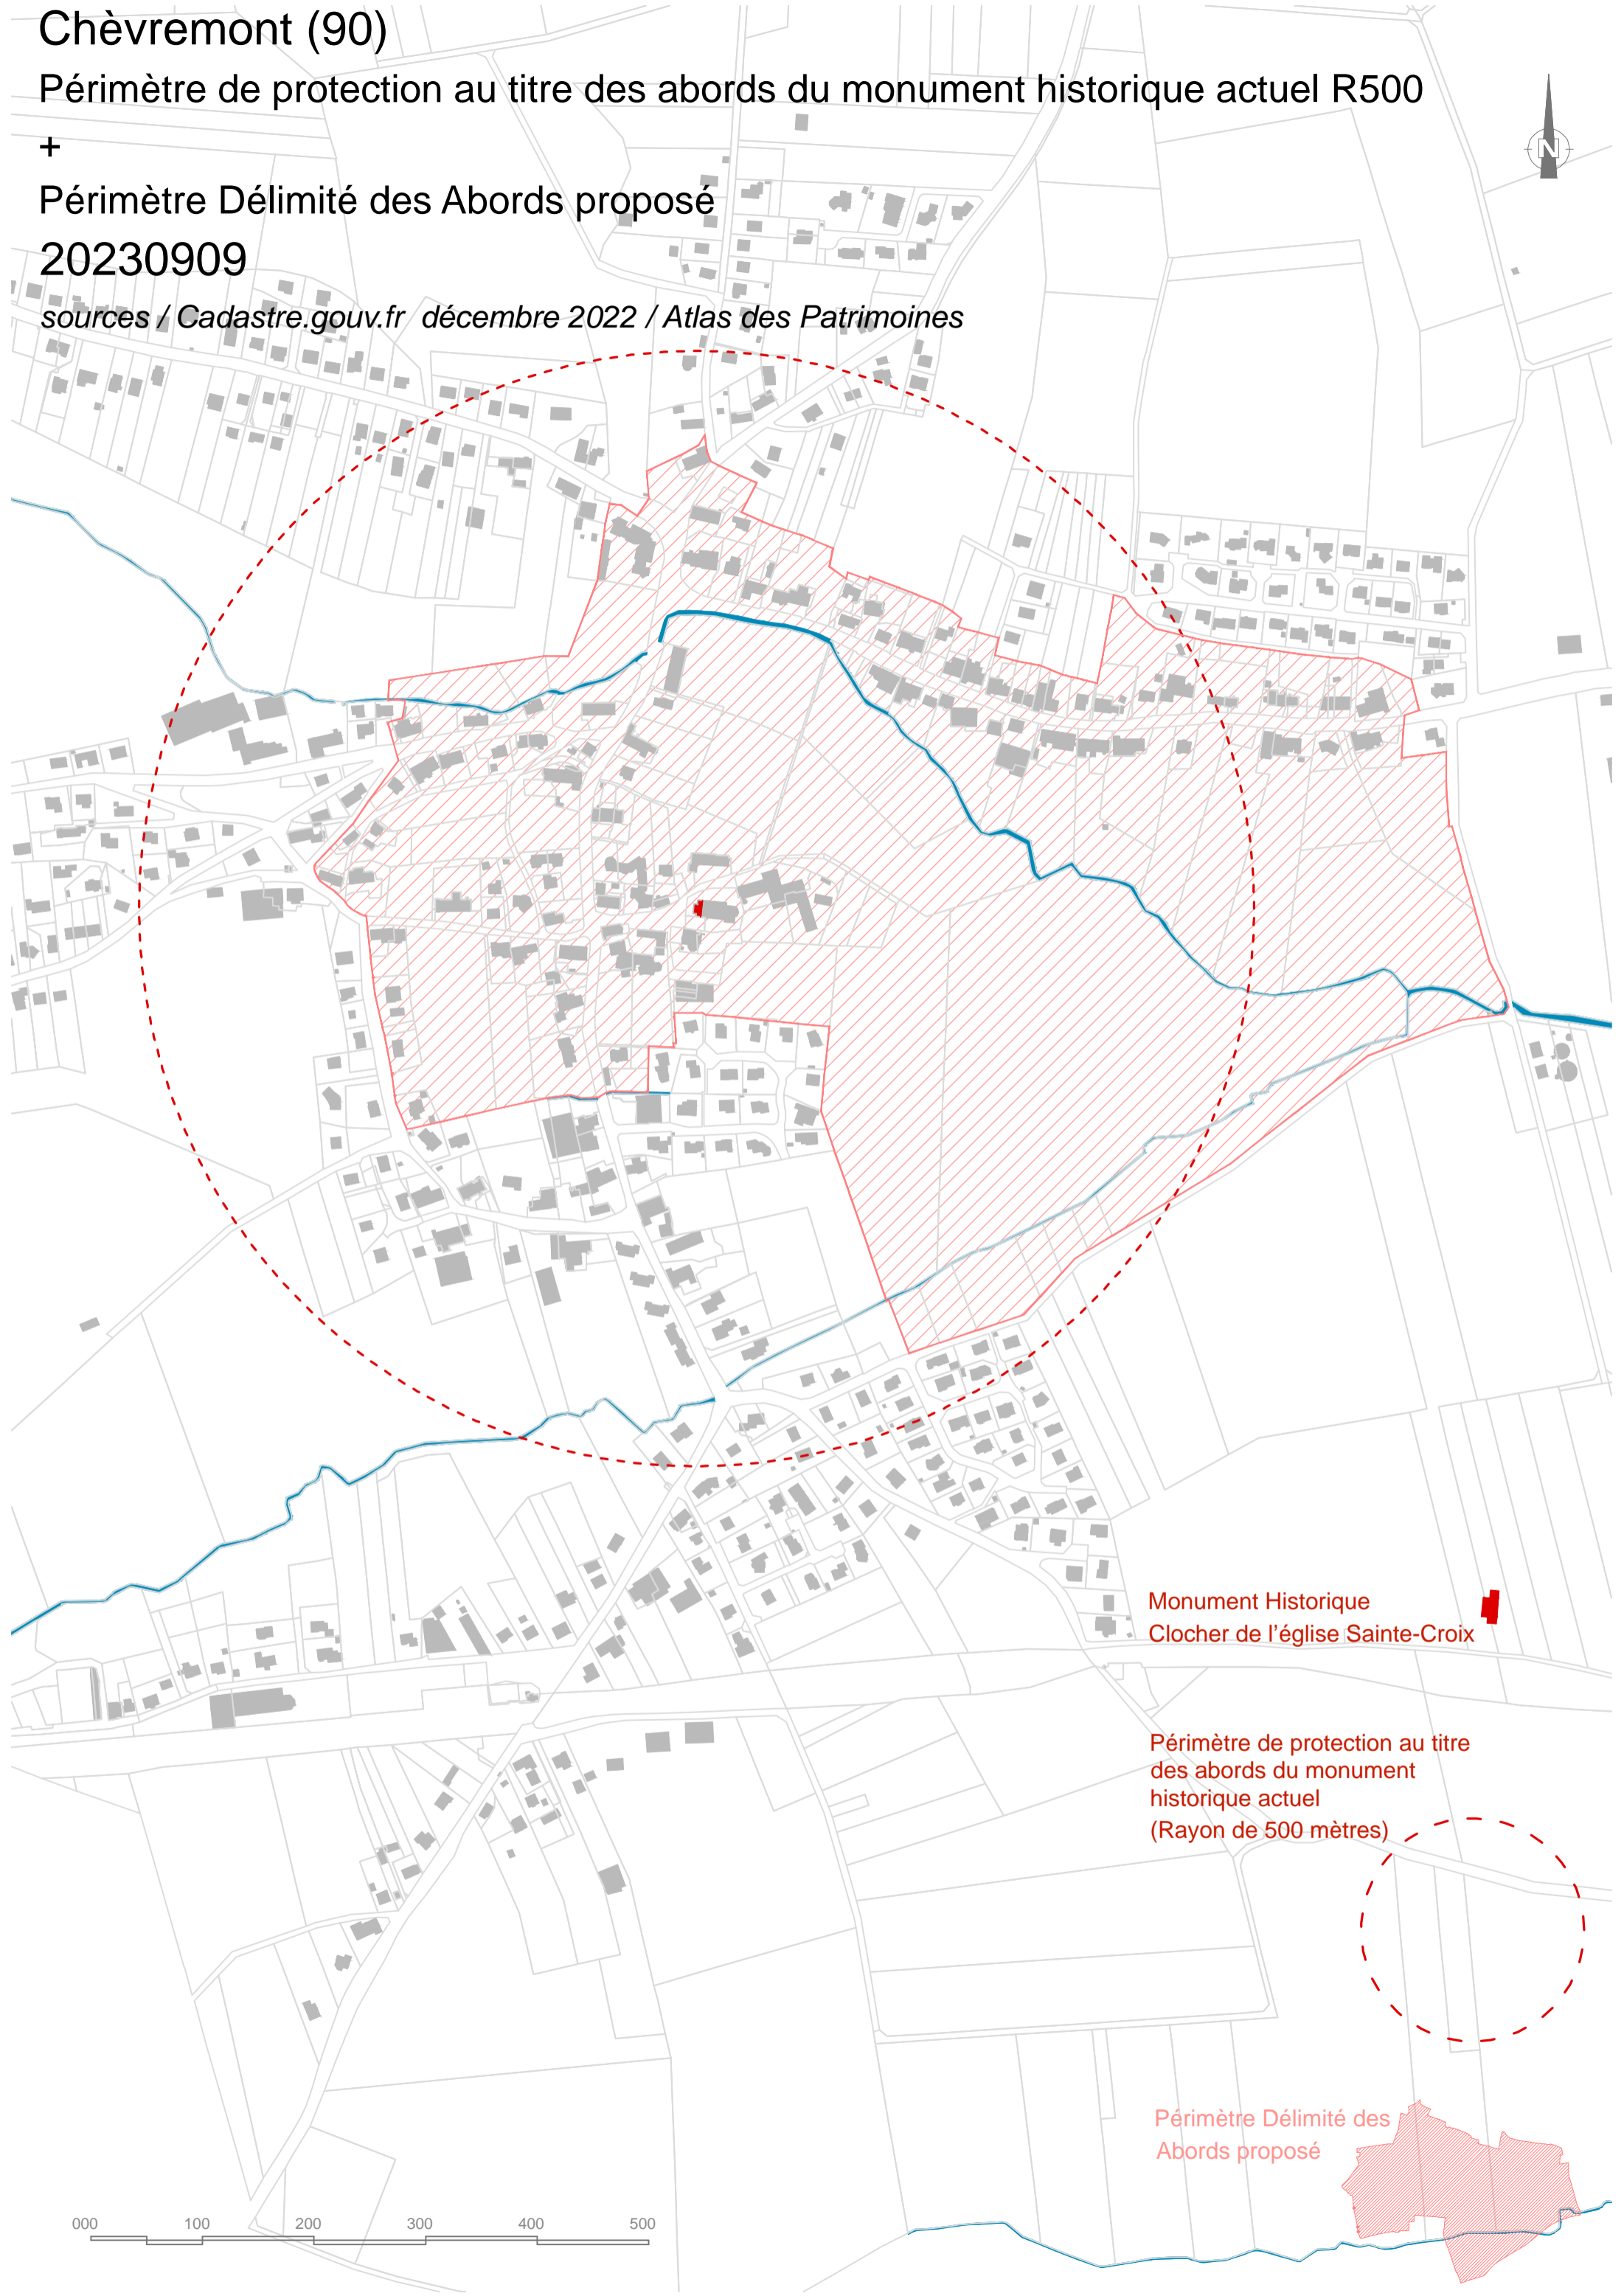 Chèvremont (90)
Périmètre de protection au titre des abords du monument historique actuel R500
+
Périmètre Délimité des Abords proposé
20230909
sources / Cadastre.gouv.fr  décembre 2022 / Atlas des Patrimoines
N
Monument Historique
Clocher de l'église Sainte-Croix
Périmètre de protection au titre
des abords du monument
historique actuel
(Rayon de 500 mètres)
Périmètre Délimité des
Abords proposé
000 100 200 300 400 500